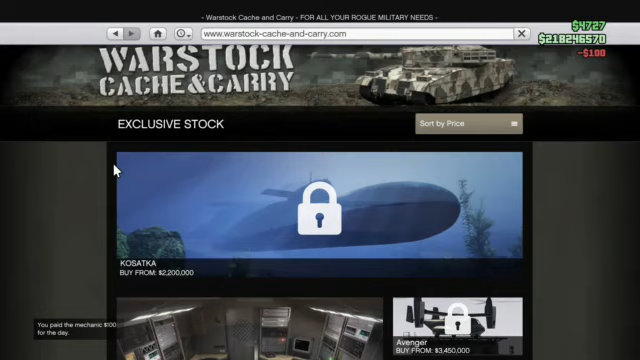 - Warstock Cache and Carry - FOR ALL YOUR ROGUE MILITARY NEEDS -
www.warstock-cache-and-carry.com
$4727
$218246570
-$100
WARSTOCK
CACHE&CARRY
EXCLUSIVE STOCK
Sort by Price
KOSATKA
BUY FROM: $2,200,000
You paid the mechanic $100
for the day.
Avenger
BUY FROM: $3,450,000